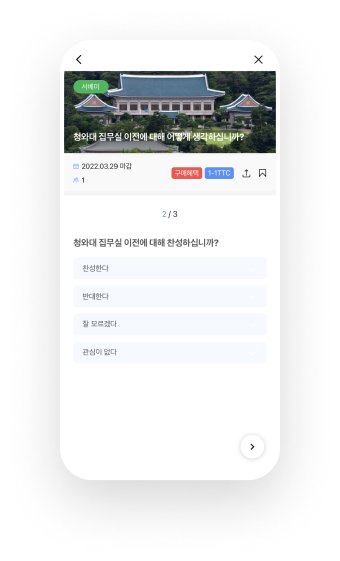 서베이
청와대 집무실 이전에 대해 어떻게 생각하십니까?
2022.03.29 마감
구매혜택 1-1TTC
1
2 / 3
청와대 집무실 이전에 대해 찬성하십니까?
찬성한다
반대한다
잘 모르겠다
관심이 없다